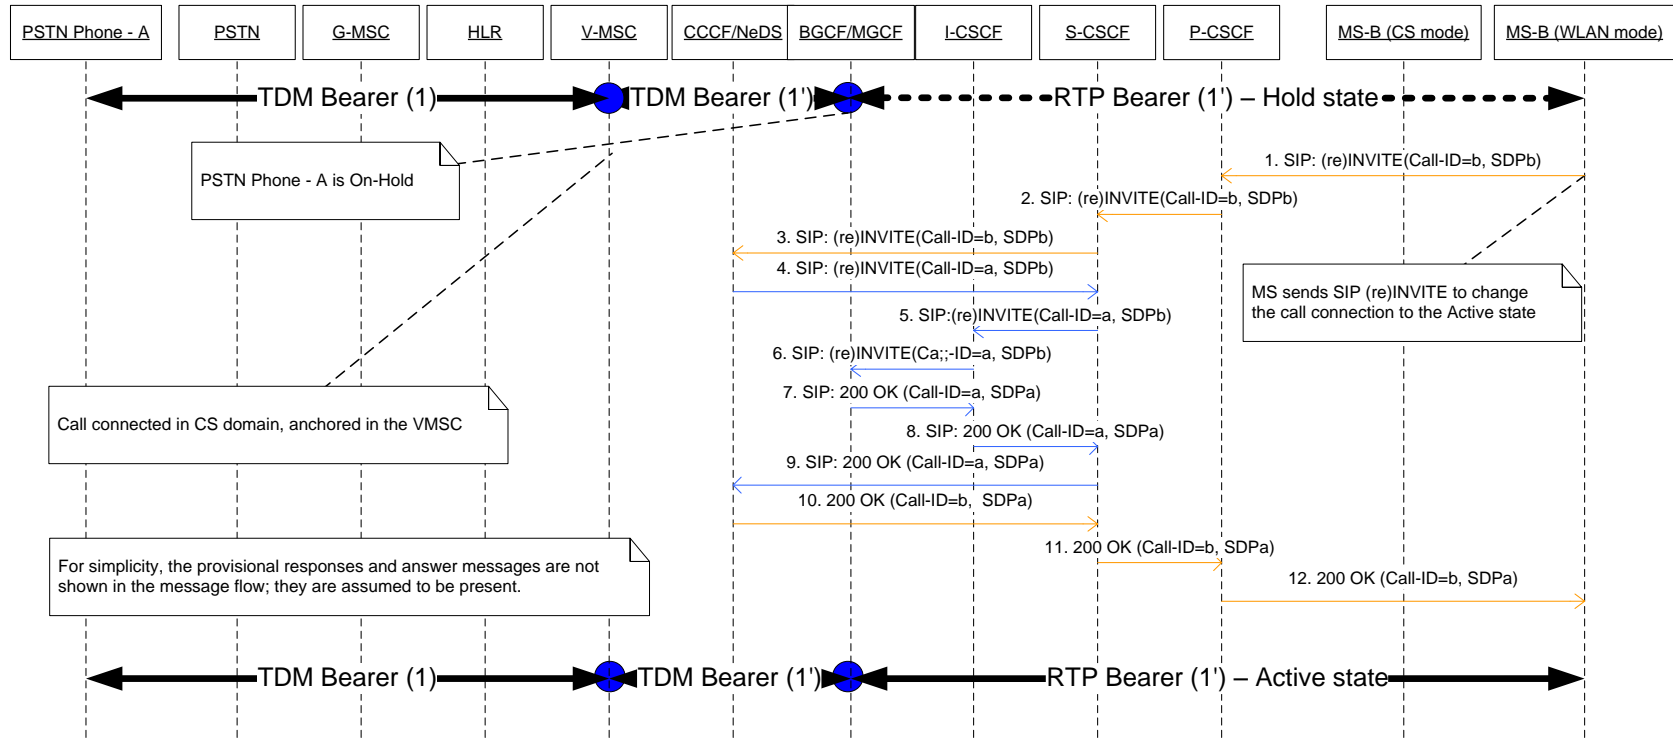 PSTN Phone - A
PSTN
G-MSC
HLR
V-MSC
CCCF/NeDS
BGCF/MGCF
I-CSCF
S-CSCF
P-CSCF
MS-B (CS mode)
MS-B (WLAN mode)
TDM Bearer (1)
TDM Bearer (1')
RTP Bearer (1') – Hold state
PSTN Phone - A is On-Hold
1. SIP: (re)INVITE(Call-ID=b, SDPb)
2. SIP: (re)INVITE(Call-ID=b, SDPb)
3. SIP: (re)INVITE(Call-ID=b, SDPb)
4. SIP: (re)INVITE(Call-ID=a, SDPb)
MS sends SIP (re)INVITE to change
the call connection to the Active state
5. SIP:(re)INVITE(Call-ID=a, SDPb)
6. SIP: (re)INVITE(Ca;;-ID=a, SDPb)
7. SIP: 200 OK (Call-ID=a, SDPa)
Call connected in CS domain, anchored in the VMSC
8. SIP: 200 OK (Call-ID=a, SDPa)
9. SIP: 200 OK (Call-ID=a, SDPa)
10. 200 OK (Call-ID=b,  SDPa)
11. 200 OK (Call-ID=b, SDPa)
For simplicity, the provisional responses and answer messages are not
shown in the message flow; they are assumed to be present.
12. 200 OK (Call-ID=b, SDPa)
TDM Bearer (1)
TDM Bearer (1')
RTP Bearer (1') – Active state